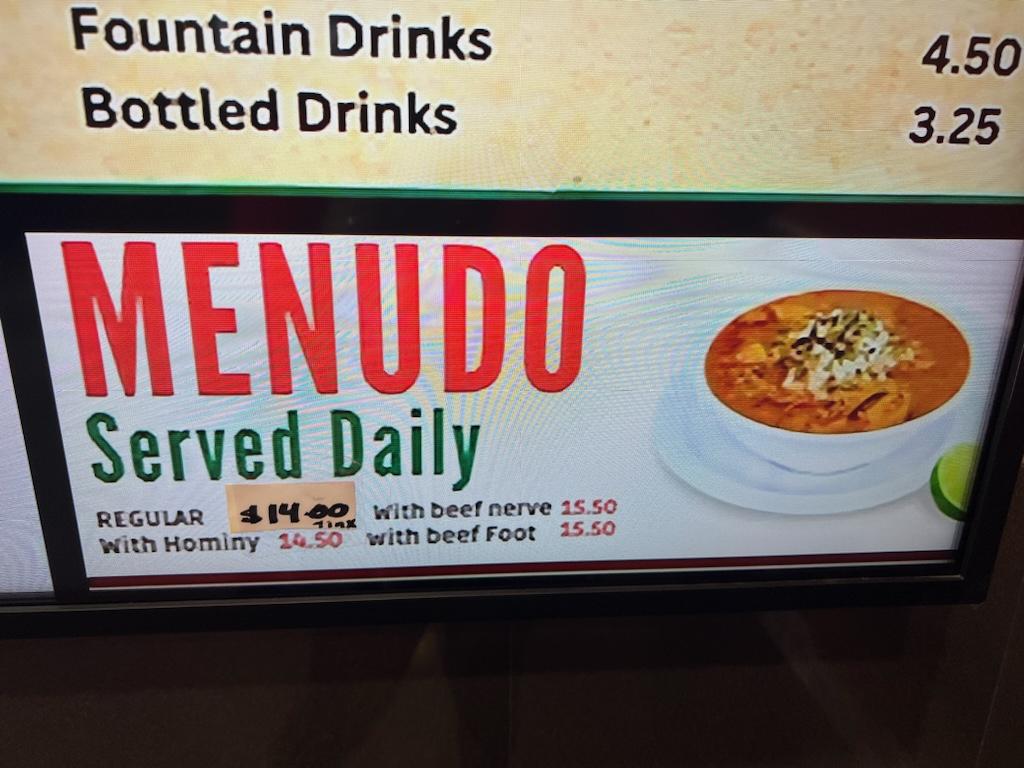 Fountain Drinks 4.50
Bottled Drinks 3.25
MENUDO
Served Daily
REGULAR $14.00 With beef nerve 15.50
With Hominy 14.50 with beef Foot 15.50